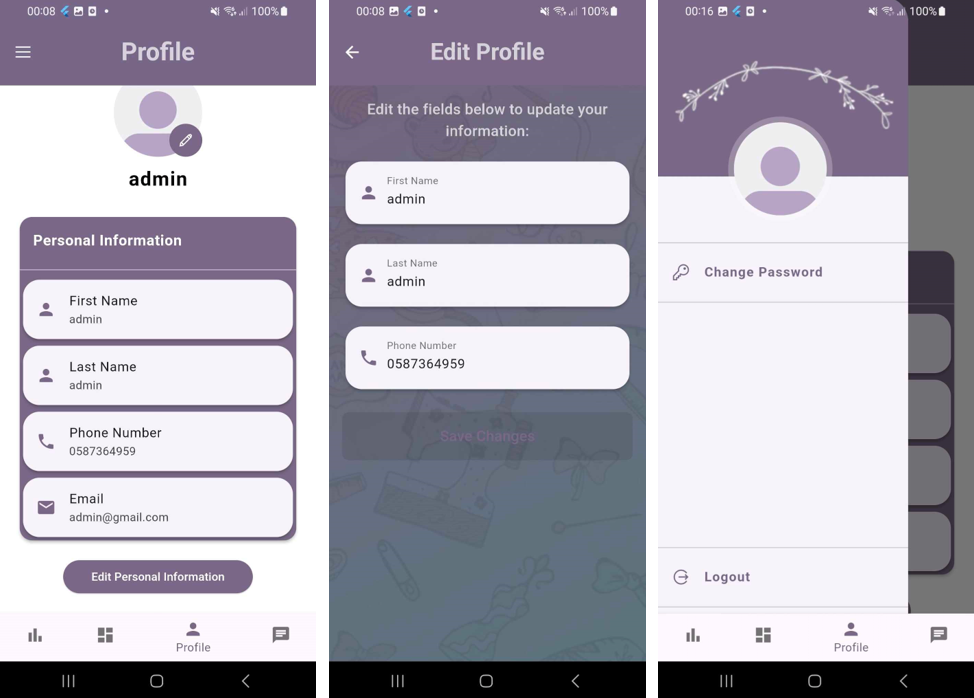 00:08
100%
Profile
admin
Personal Information
First Name
admin
Last Name
admin
Phone Number
0587364959
Email
admin@gmail.com
Edit Personal Information
Profile
00:08
100%
Edit Profile
Edit the fields below to update your
information:
First Name
admin
Last Name
admin
Phone Number
0587364959
Save Changes
00:16
100%
Change Password
Logout
Profile